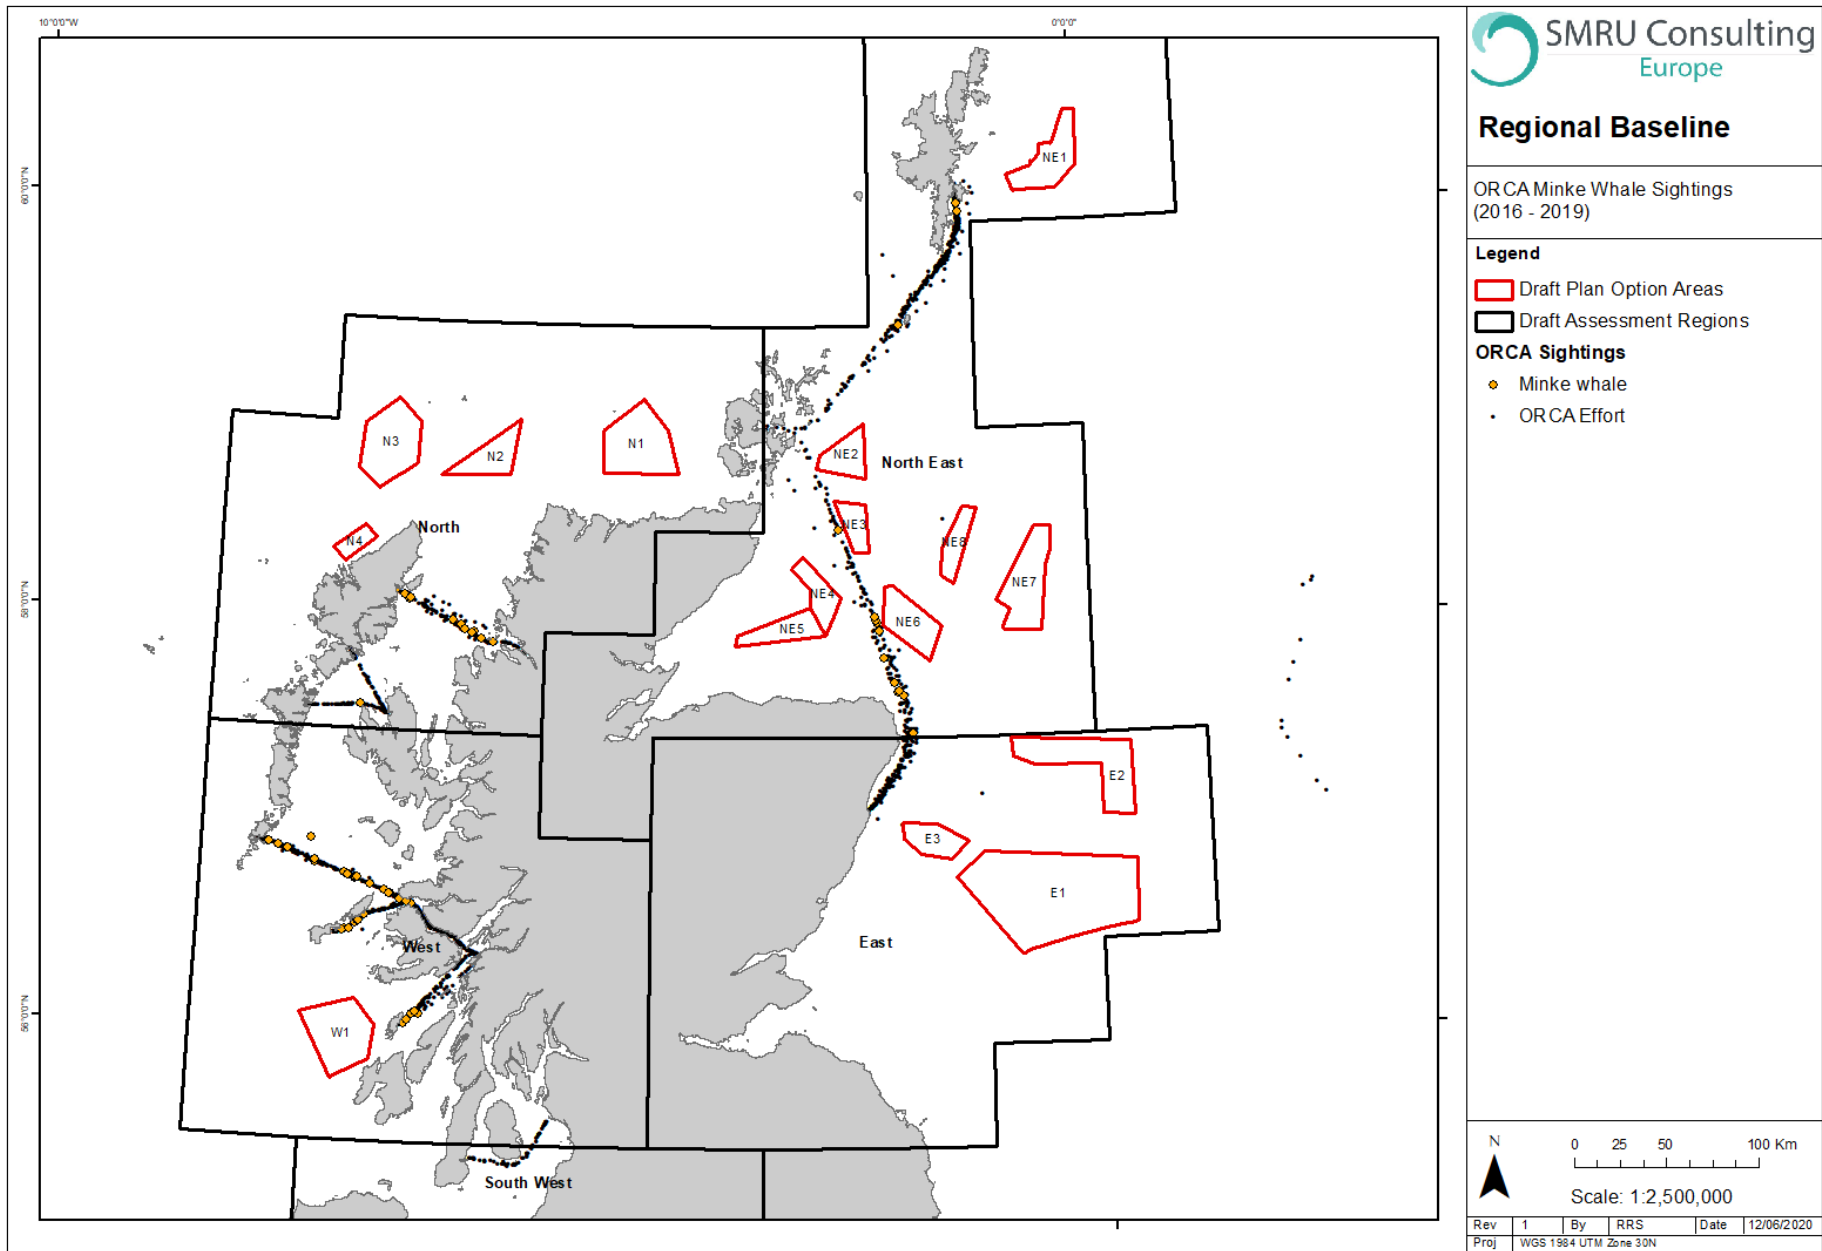 10°0'0"W
0°0'0"
60°0'0"N
58°0'0"N
56°0'0"N
NE1
N3
N2
N1
N4
North
NE2
North East
NE3
NE8
NE7
NE4
NE5
NE6
E2
E3
E1
East
West
W1
South West
SMRU Consulting
Europe
Regional Baseline
ORCA Minke Whale Sightings
(2016 - 2019)
Legend
Draft Plan Option Areas
Draft Assessment Regions
ORCA Sightings
Minke whale
ORCA Effort
N
0 25 50 100 Km
Scale: 1:2,500,000
Rev 1 By RRS Date 12/06/2020
Proj WGS 1984 UTM Zone 30N